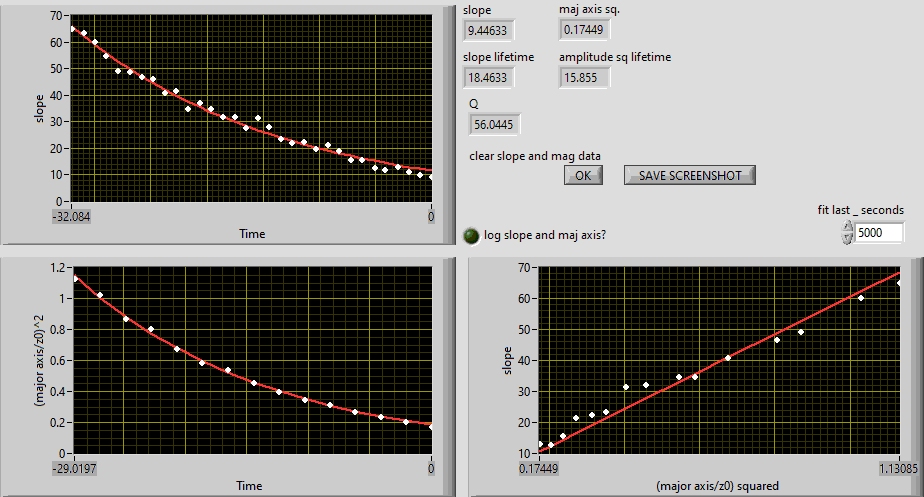 slope
9.44633
maj axis sq.
0.17449
slope lifetime
18.4633
amplitude sq lifetime
15.855
Q
56.0445
clear slope and mag data
OK
SAVE SCREENSHOT
fit last _ seconds
5000
log slope and maj axis?
70
60
50
40
30
20
10
0
slope
-32.084
0
Time
1.2
1
0.8
0.6
0.4
0.2
0
(major axis/z0)^2
-29.0197
0
Time
70
60
50
40
30
20
10
slope
0.17449
1.13085
(major axis/z0) squared